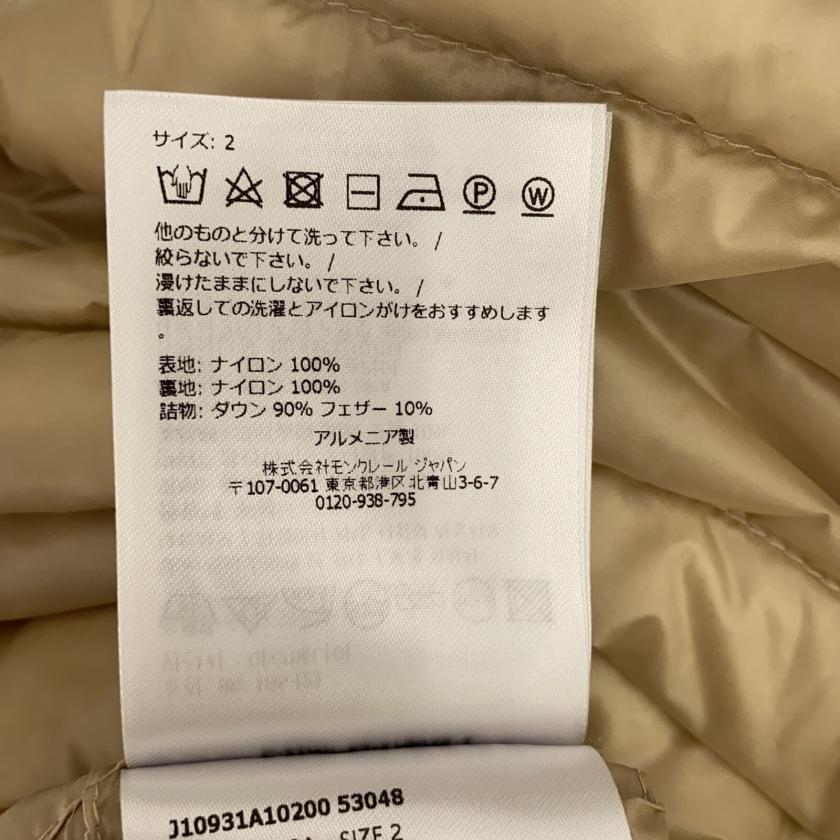 サイズ: 2
P W
他のものと分けて洗って下さい。 /
絞らないで下さい。 /
浸けたままにしないで下さい。 /
裏返しての洗濯とアイロンがけをおすすめします
。
表地: ナイロン 100%
裏地: ナイロン 100%
詰物: ダウン 90% フェザー 10%
アルメニア製
株式会社モンクレール ジャパン
〒107-0061 東京都港区北青山3-6-7
0120-938-795
J10931A10200 53048
SIZE 2